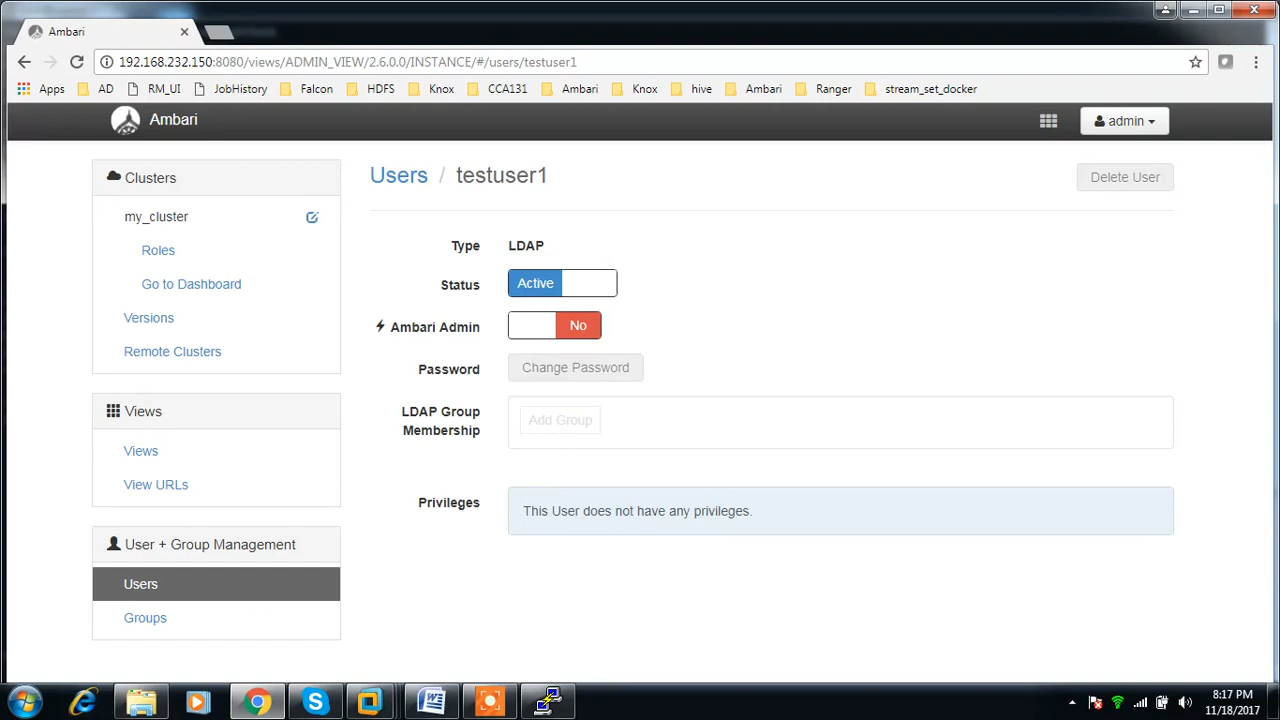 Ambari
192.168.232.150:8080/views/ADMIN_VIEW/2.6.0.0/INSTANCE/#/users/testuser1
Apps AD RM_UI JobHistory Falcon HDFS Knox CCA131 Ambari Knox hive Ambari Ranger stream_set_docker
Ambari admin
Clusters
my_cluster
Roles
Go to Dashboard
Versions
Remote Clusters
Views
Views
View URLs
User + Group Management
Users
Groups
Users / testuser1 Delete User
Type LDAP
Status Active
Ambari Admin No
Password Change Password
LDAP Group
Membership
Add Group
Privileges This User does not have any privileges.
8:17 PM
11/18/2017